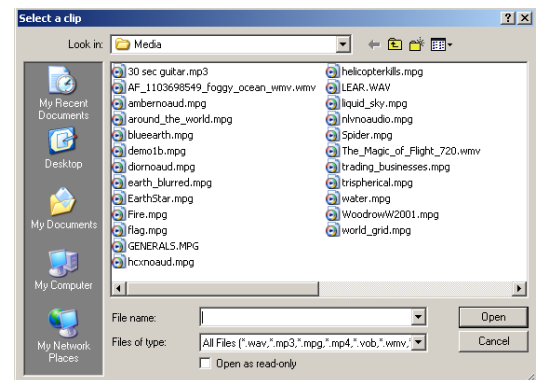 Select a clip
Look in: Media
My Recent Documents
Desktop
My Documents
My Computer
My Network Places
30 sec guitar.mp3
AF_1103698549_foggy_ocean_wmv.wmv
ambernoaud.mpg
around_the_world.mpg
blueearth.mpg
demo1b.mpg
diornoaud.mpg
earth_blurred.mpg
EarthStar.mpg
Fire.mpg
flag.mpg
GENERALS.MPG
hcxnoaud.mpg
helicopterkills.mpg
LEAR.WAV
liquid_sky.mpg
nlvnoaudio.mpg
Spider.mpg
The_Magic_of_Flight_720.wmv
trading_businesses.mpg
trispherical.mpg
water.mpg
WoodrowW2001.mpg
world_grid.mpg
File name:
Open
Files of type: All Files (*.wav,*.mp3,*.mpg,*.mp4,*.vob,*.wmv,*
Cancel
Open as read-only